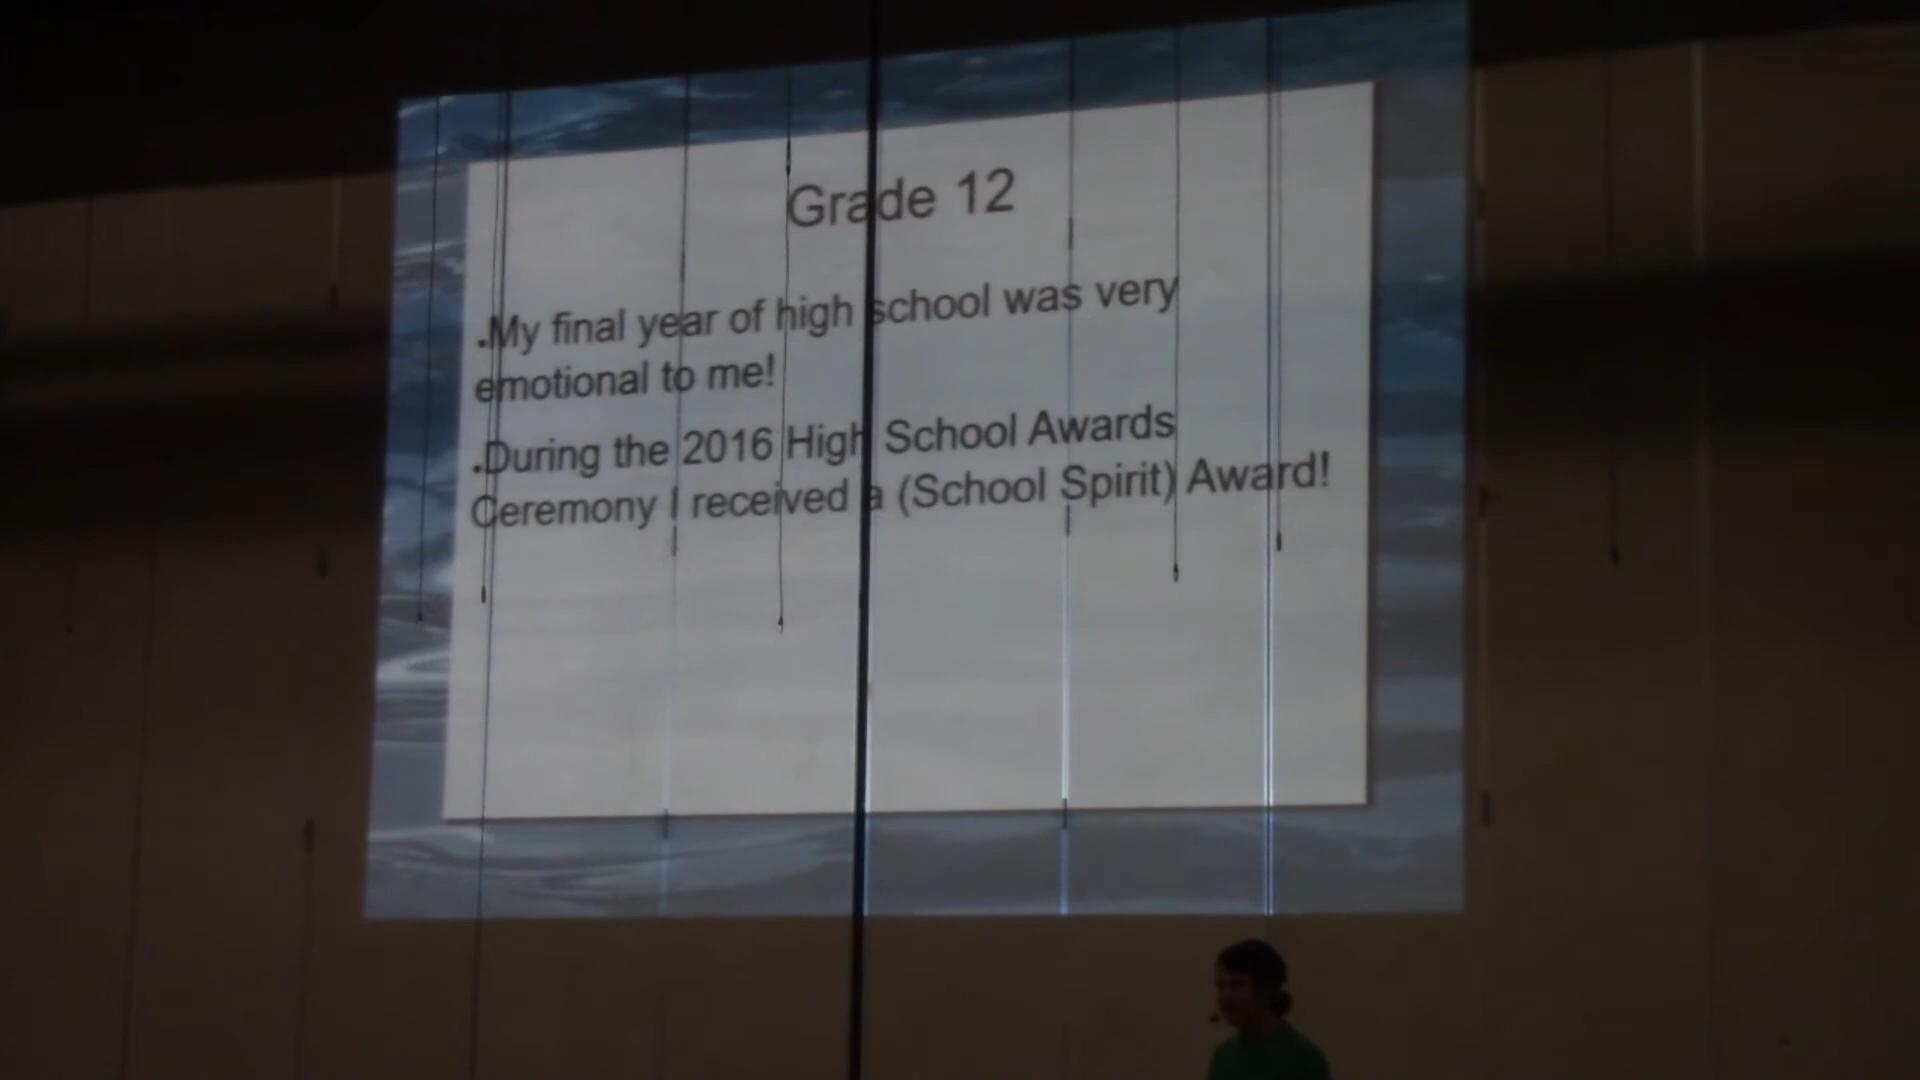 Grade 12
.My final year of high school was very
emotional to me!
.During the 2016 High School Awards
Ceremony I received a (School Spirit) Award!